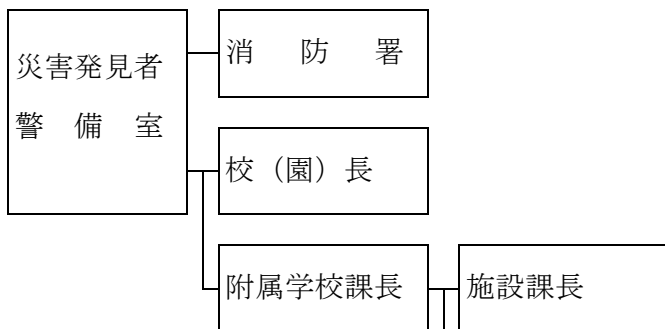 災害発見者
警備室
消防署
校（園）長
附属学校課長
施設課長